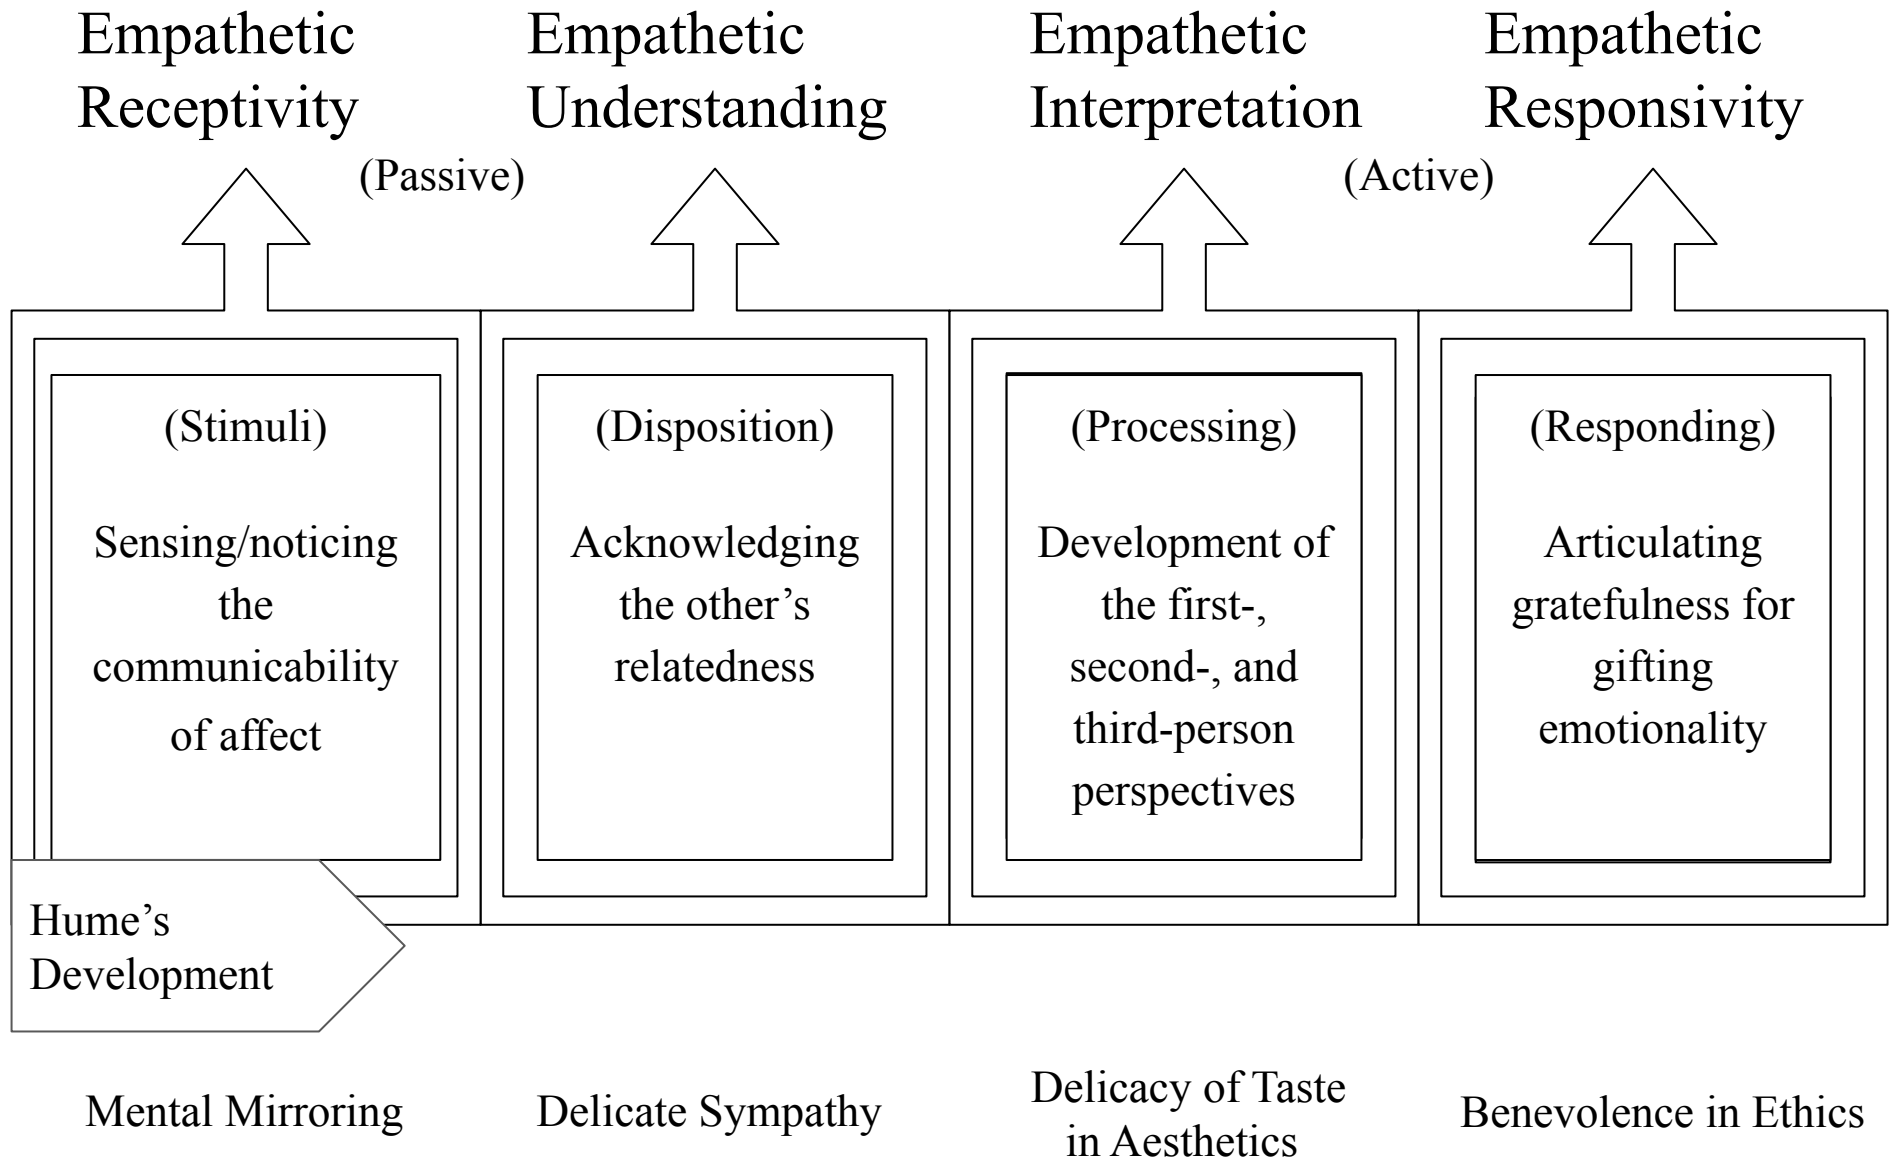 Empathetic
Receptivity
Empathetic
Understanding
Empathetic
Interpretation
Empathetic
Responsivity
(Passive)
(Active)
(Stimuli)
Sensing/noticing
the
communicability
of affect
(Disposition)
Acknowledging
the other’s
relatedness
(Processing)
Development of
the first-,
second-, and
third-person
perspectives
(Responding)
Articulating
gratefulness for
gifting
emotionality
Hume’s
Development
Mental Mirroring
Delicate Sympathy
Delicacy of Taste
in Aesthetics
Benevolence in Ethics